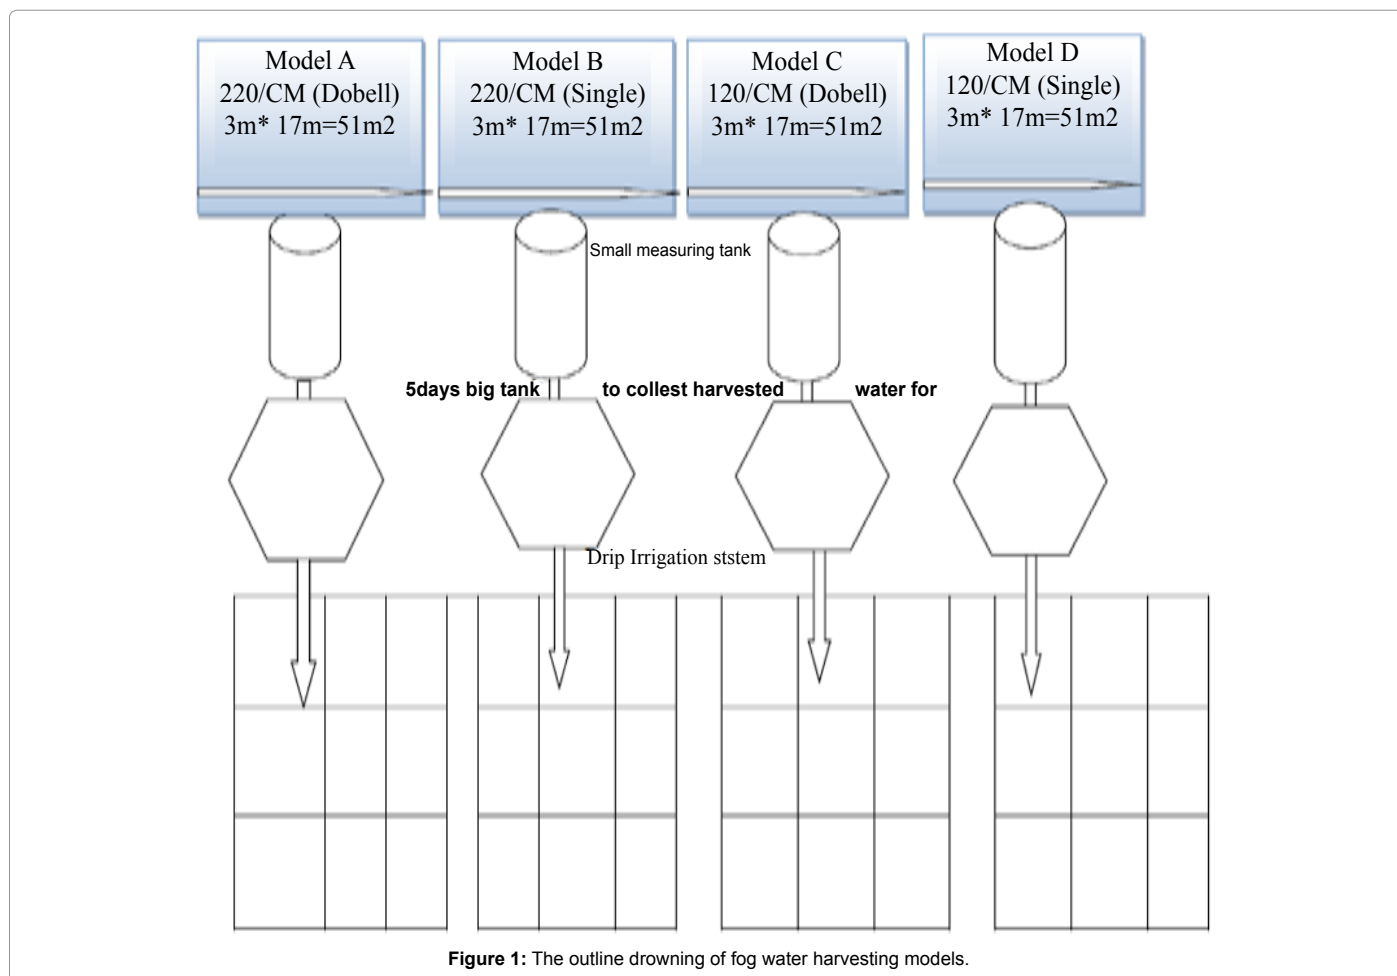 Model A
220/CM (Dobell)
3m* 17m=51m2
Model B
220/CM (Single)
3m* 17m=51m2
Model C
120/CM (Dobell)
3m* 17m=51m2
Model D
120/CM (Single)
3m* 17m=51m2
Small measuring tank
5days big tank to collest harvested water for
Drip Irrigation ststem
Figure 1: The outline drowning of fog water harvesting models.